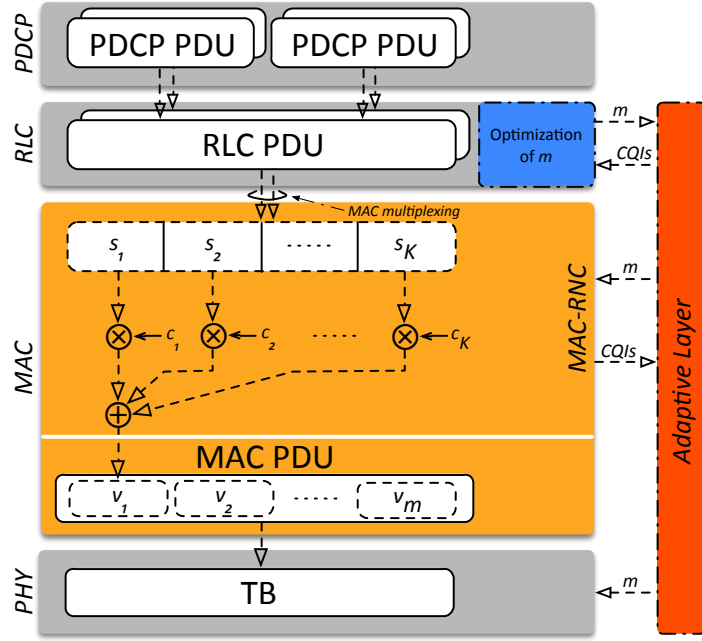 PDCP
PDCP PDU
PDCP PDU
RLC
RLC PDU
Optimization
of m
m
CQIs
MAC multiplexing
MAC
s1
s2
.....
sK
c1
c2
.....
cK
MAC-RNC
m
CQIs
Adaptive Layer
MAC PDU
v1
v2
.....
vm
PHY
TB
m